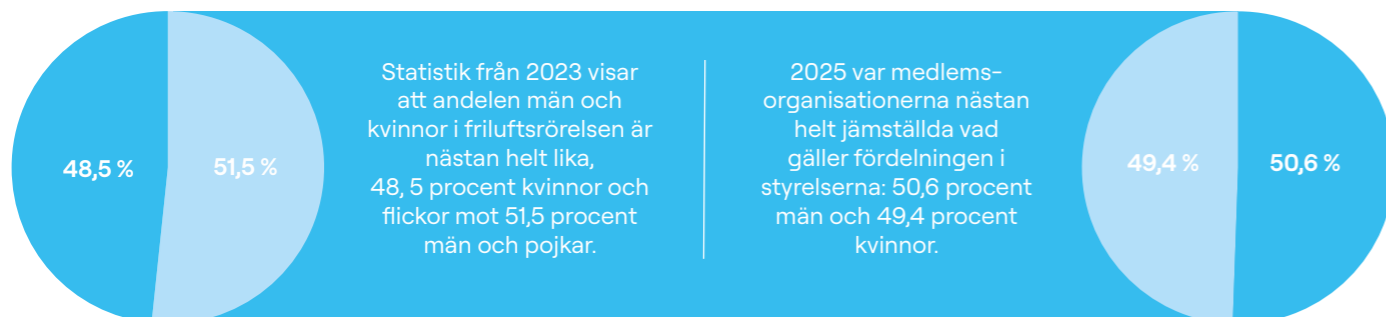 48,5 %
51,5 %
Statistik från 2023 visar
att andelen män och
kvinnor i friluftsrörelsen är
nästan helt lika,
48, 5 procent kvinnor och
flickor mot 51,5 procent
män och pojkar.
2025 var medlems-
organisationerna nästan
helt jämställda vad
gäller fördelningen i
styrelserna: 50,6 procent
män och 49,4 procent
kvinnor.
49,4 %
50,6 %